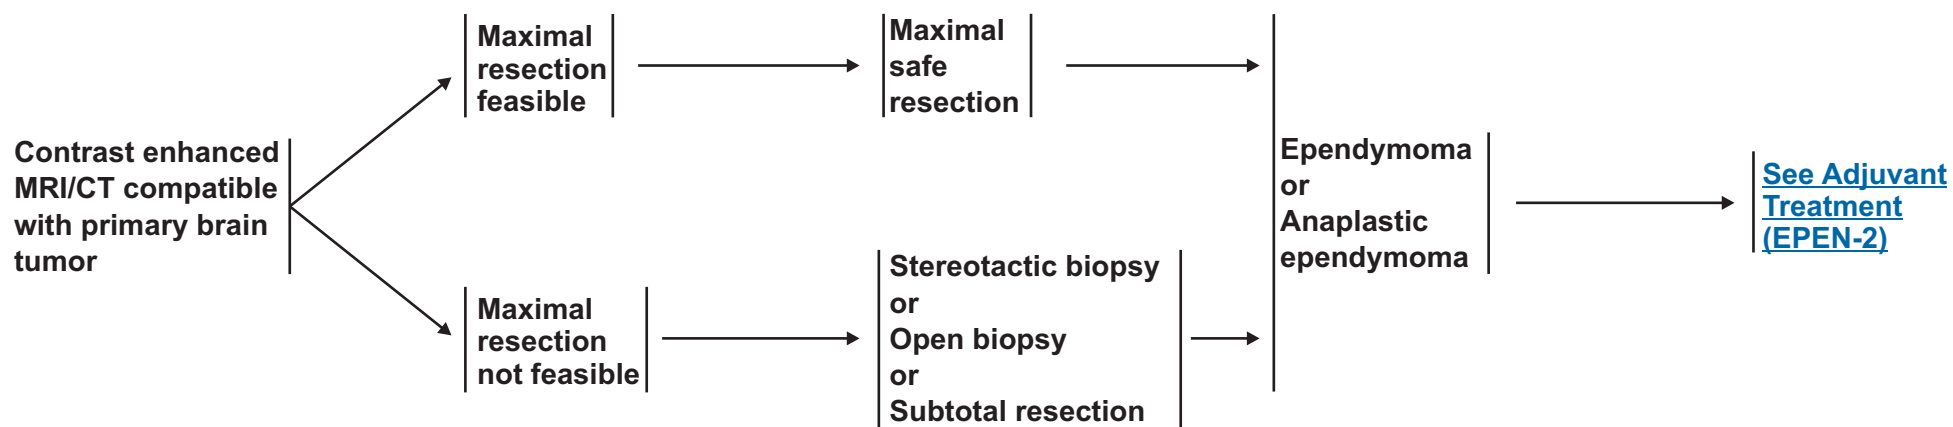 Contrast enhanced
MRI/CT compatible
with primary brain
tumor
Maximal
resection
feasible
Maximal
safe
resection
Maximal
resection
not feasible
Stereotactic biopsy
or
Open biopsy
or
Subtotal resection
Ependymoma
or
Anaplastic
ependymoma
See Adjuvant
Treatment
(EPEN-2)